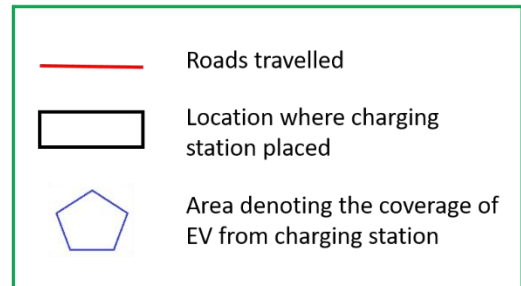 Roads travelled
Location where charging
station placed
Area denoting the coverage of
EV from charging station